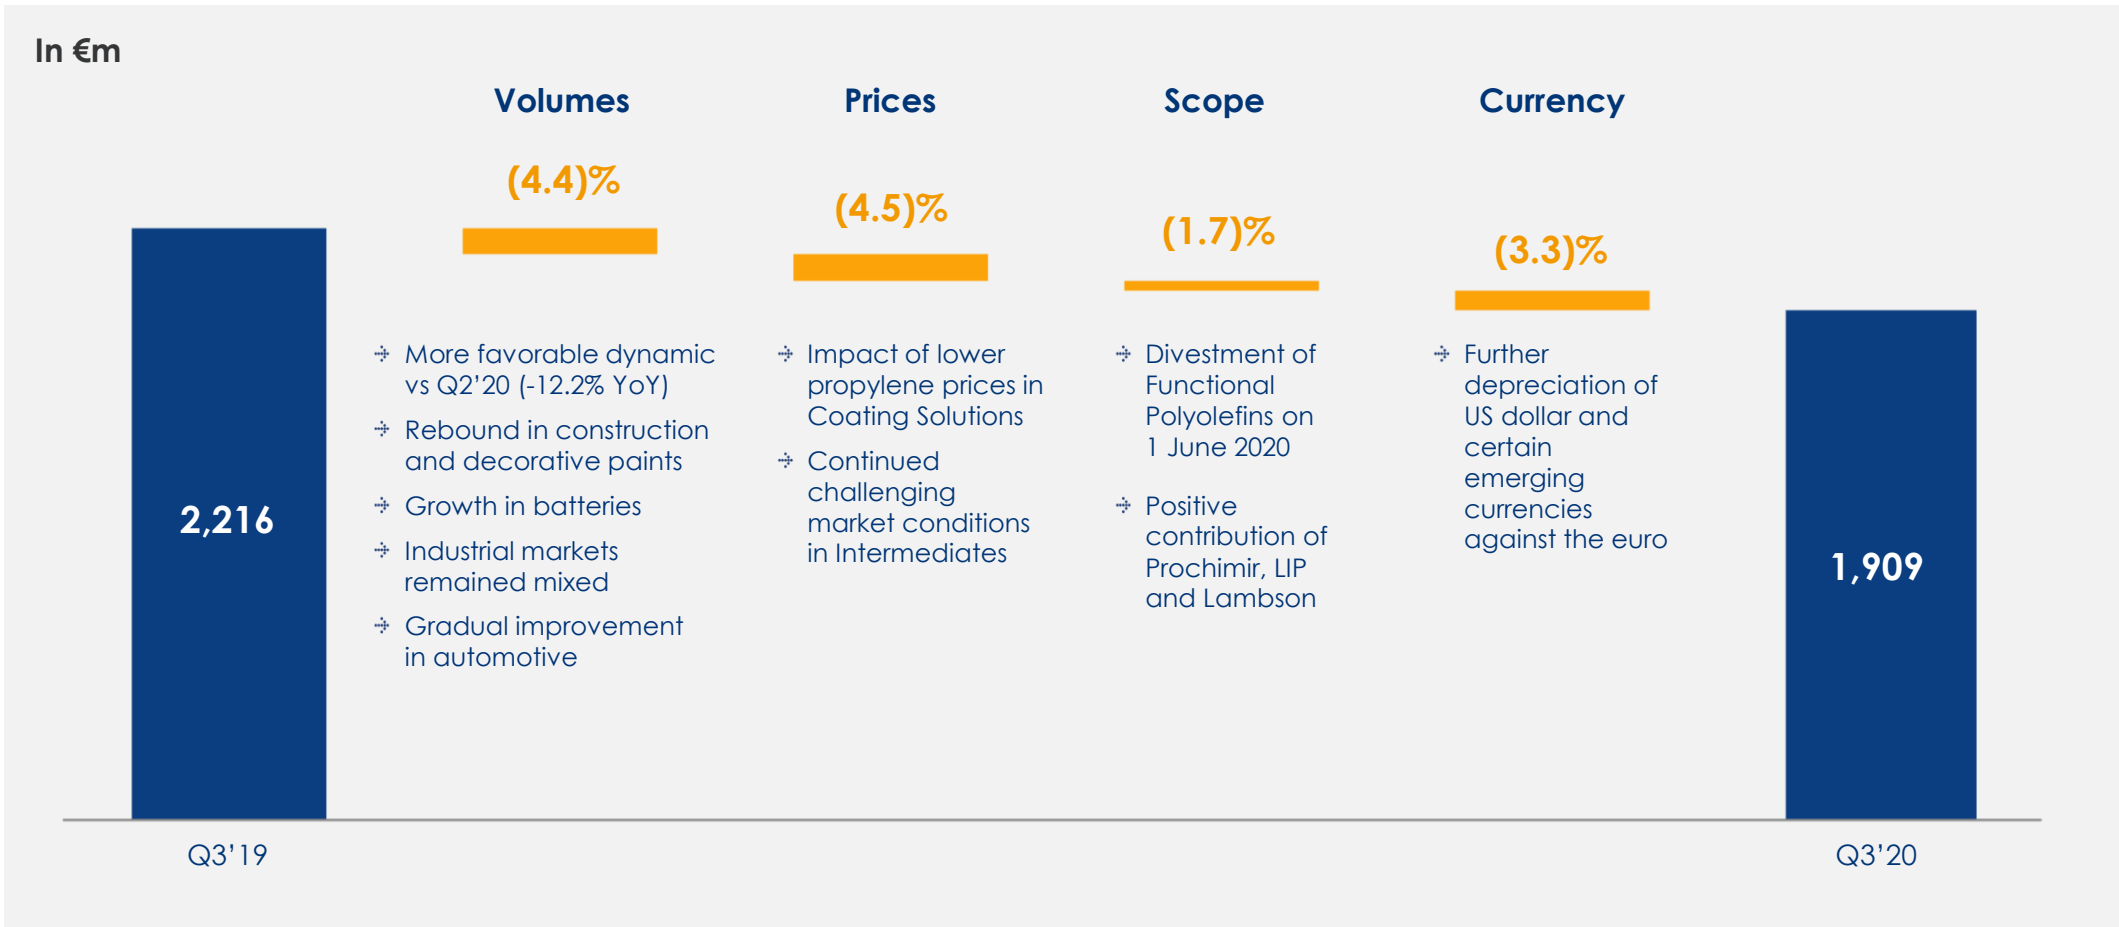 In €m
Volumes
Prices
Scope
Currency
(4.4)%
(4.5)%
(1.7)%
(3.3)%
2,216
More favorable dynamic
vs Q2’20 (-12.2% YoY)
Rebound in construction
and decorative paints
Growth in batteries
Industrial markets
remained mixed
Gradual improvement
in automotive
Impact of lower
propylene prices in
Coating Solutions
Continued
challenging
market conditions
in Intermediates
Divestment of
Functional
Polyolefins on
1 June 2020
Positive
contribution of
Prochimir, LIP
and Lambson
Further
depreciation of
US dollar and
certain
emerging
currencies
against the euro
1,909
Q3’19
Q3’20